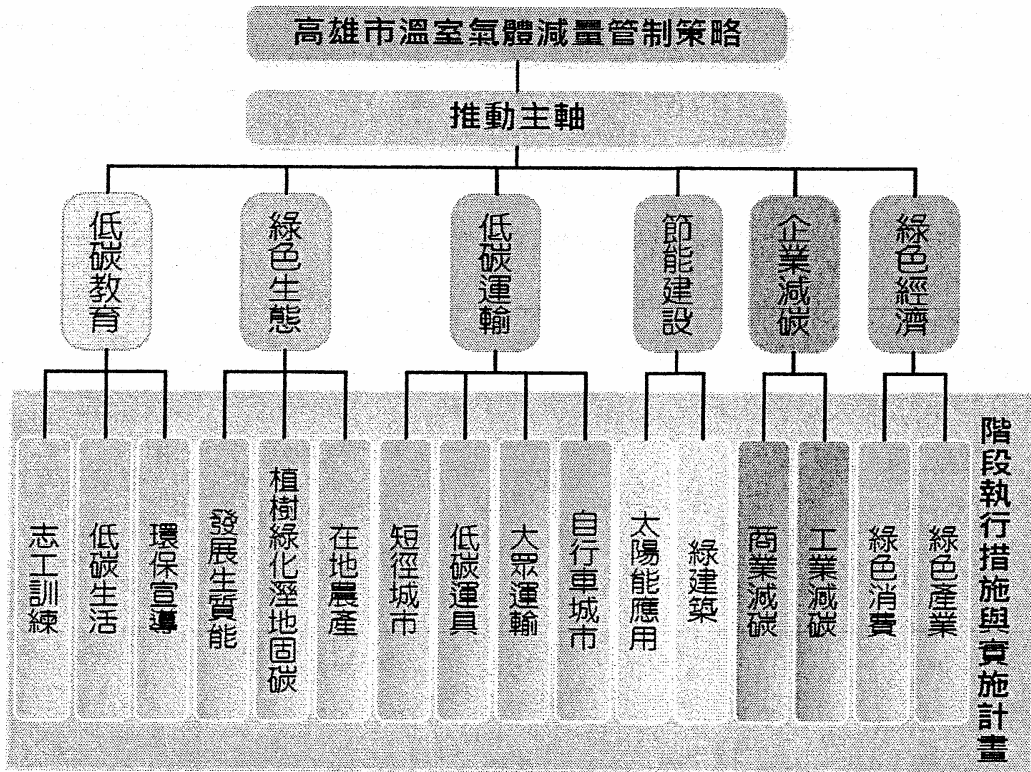 高雄市溫室氣體減量管制策略
推動主軸
低碳教育
綠色生態
低碳運輸
節能建設
企業減碳
綠色經濟
志工訓練
低碳生活
環保宣導
發展生質能
植樹綠化溼地固碳
在地農產
短徑城市
低碳運具
大眾運輸
自行車城市
太陽能應用
綠建築
商業減碳
工業減碳
綠色消費
綠色產業
階段執行措施與實施計畫